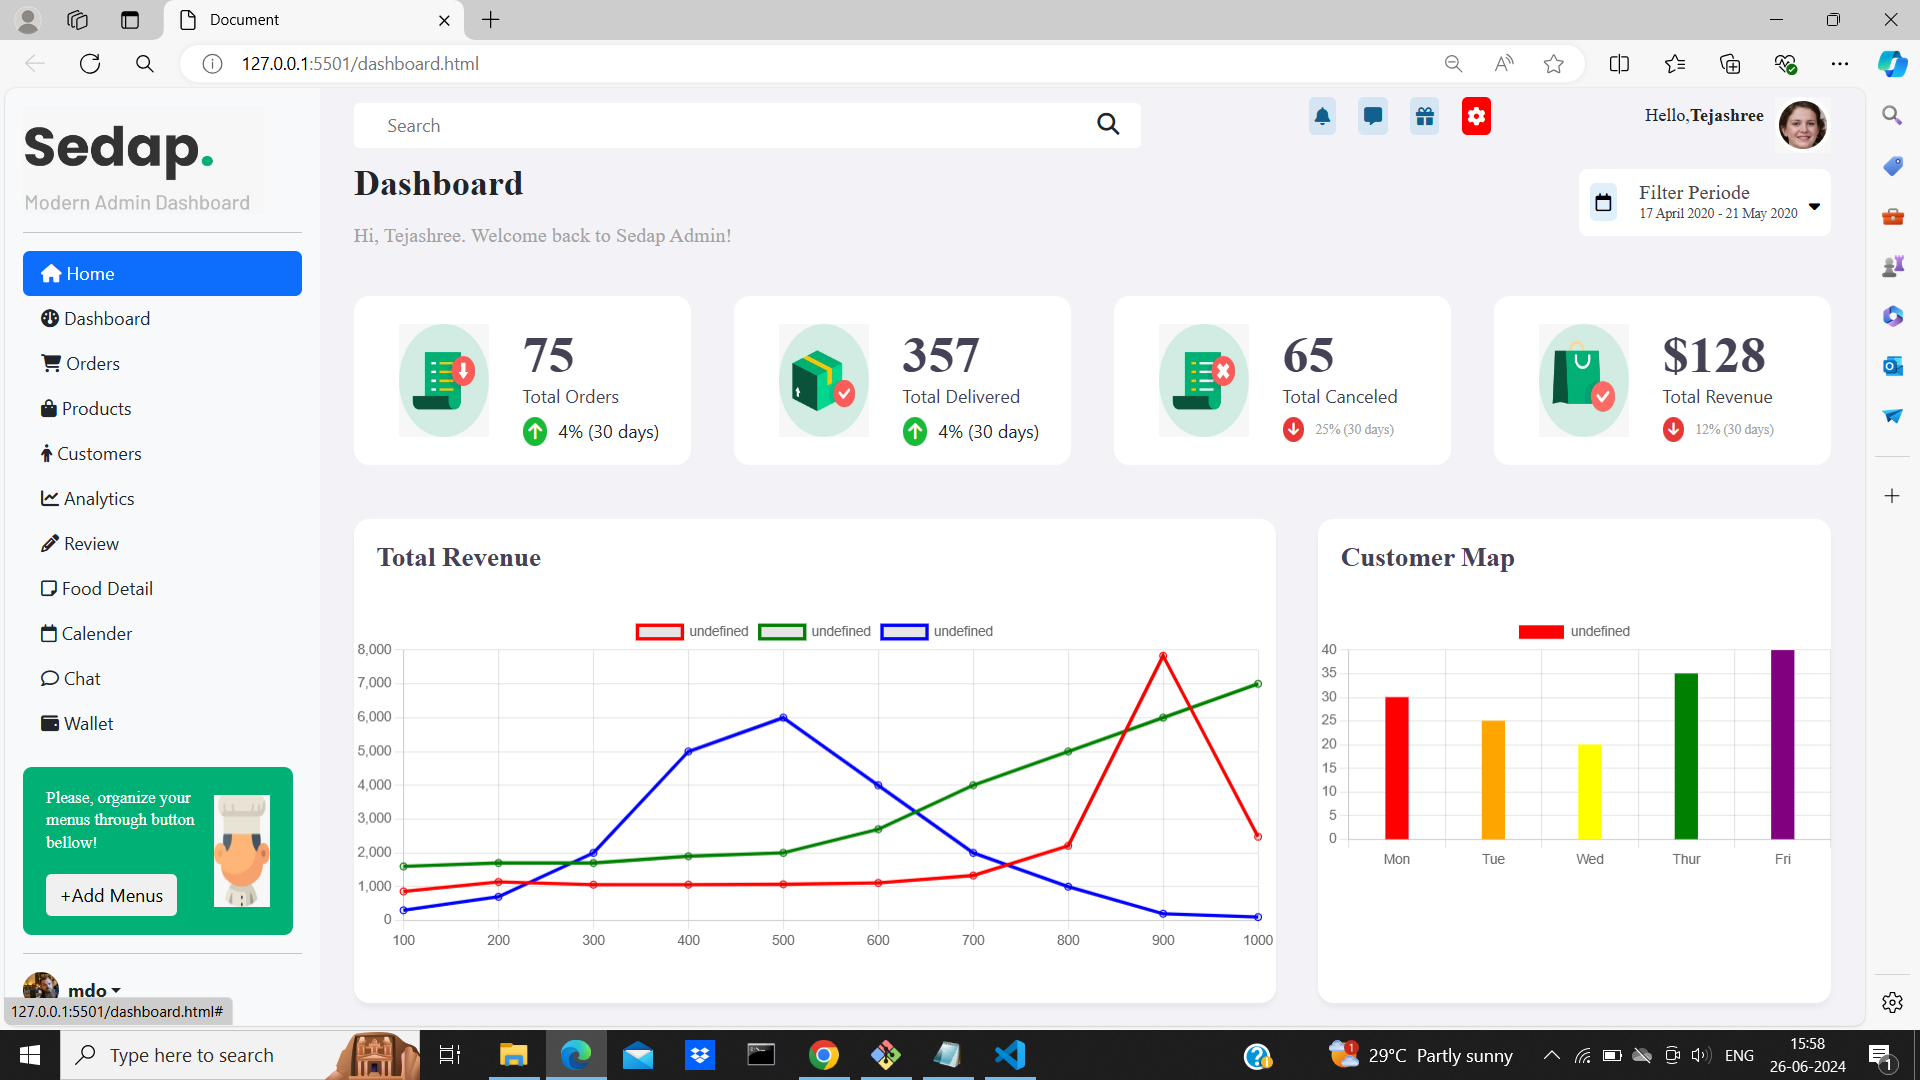 Document
127.0.0.1:5501/dashboard.html
Sedap.
Modern Admin Dashboard
Home
Dashboard
Orders
Products
Customers
Analytics
Review
Food Detail
Calender
Chat
Wallet
Please, organize your
menus through button
bellow!
+Add Menus
mdo
127.0.0.1:5501/dashboard.html#
Search
Hello,Tejashree
Dashboard
Hi, Tejashree. Welcome back to Sedap Admin!
Filter Periode
17 April 2020 - 21 May 2020
75
Total Orders
4% (30 days)
357
Total Delivered
4% (30 days)
65
Total Canceled
25% (30 days)
$128
Total Revenue
12% (30 days)
Total Revenue
undefined undefined undefined
8,000
7,000
6,000
5,000
4,000
3,000
2,000
1,000
0
100 200 300 400 500 600 700 800 900 1000
Customer Map
undefined
40
35
30
25
20
15
10
5
0
Mon Tue Wed Thur Fri
Type here to search
1
29°C Partly sunny
ENG
15:58
26-06-2024
1